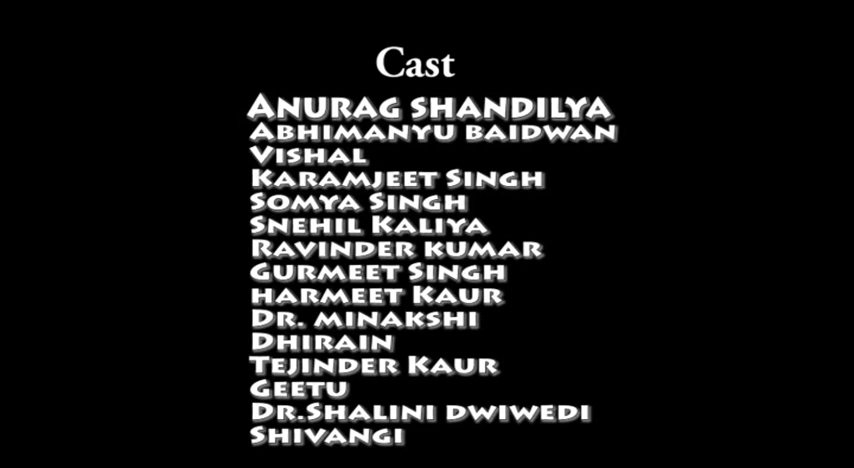 Cast
Anurag shandilya
Abhimanyu baidwan
Vishal
Karamjeet Singh
Somya Singh
Snehil Kaliya
Ravinder kumar
Gurmeet Singh
harmeet Kaur
Dr. minakshi
Dhirain
Tejinder Kaur
Geetu
Dr.Shalini dwiwedi
Shivangi